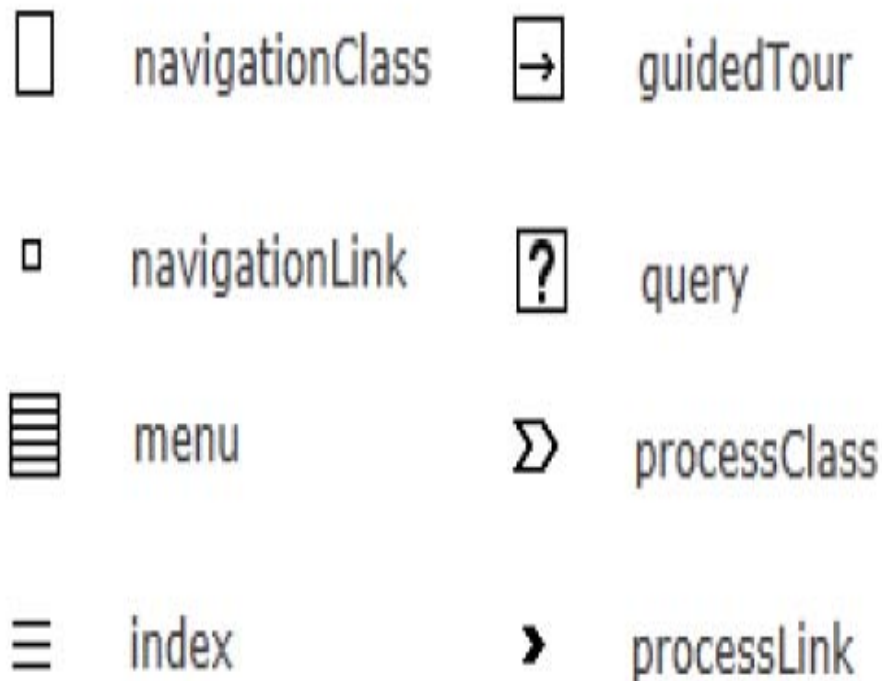 navigationClass
guidedTour
navigationLink
?
query
menu
processClass
index
processLink